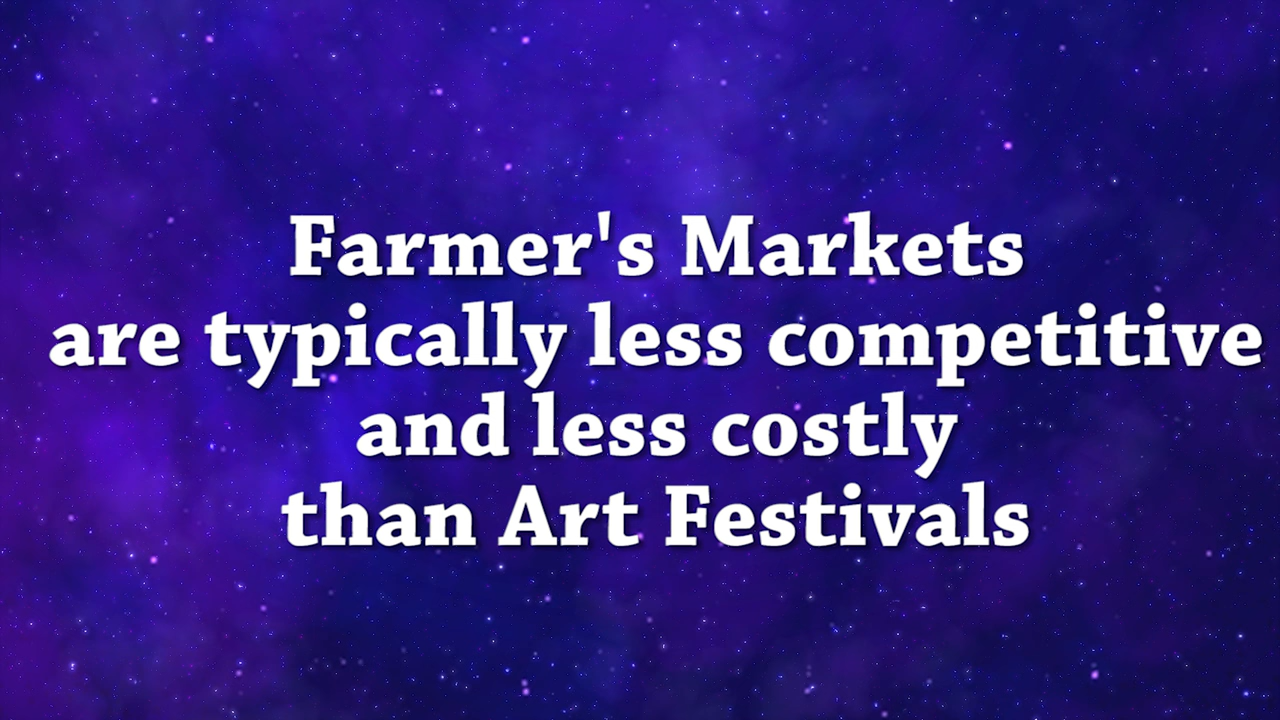 Farmer's Markets
are typically less competitive
and less costly
than Art Festivals